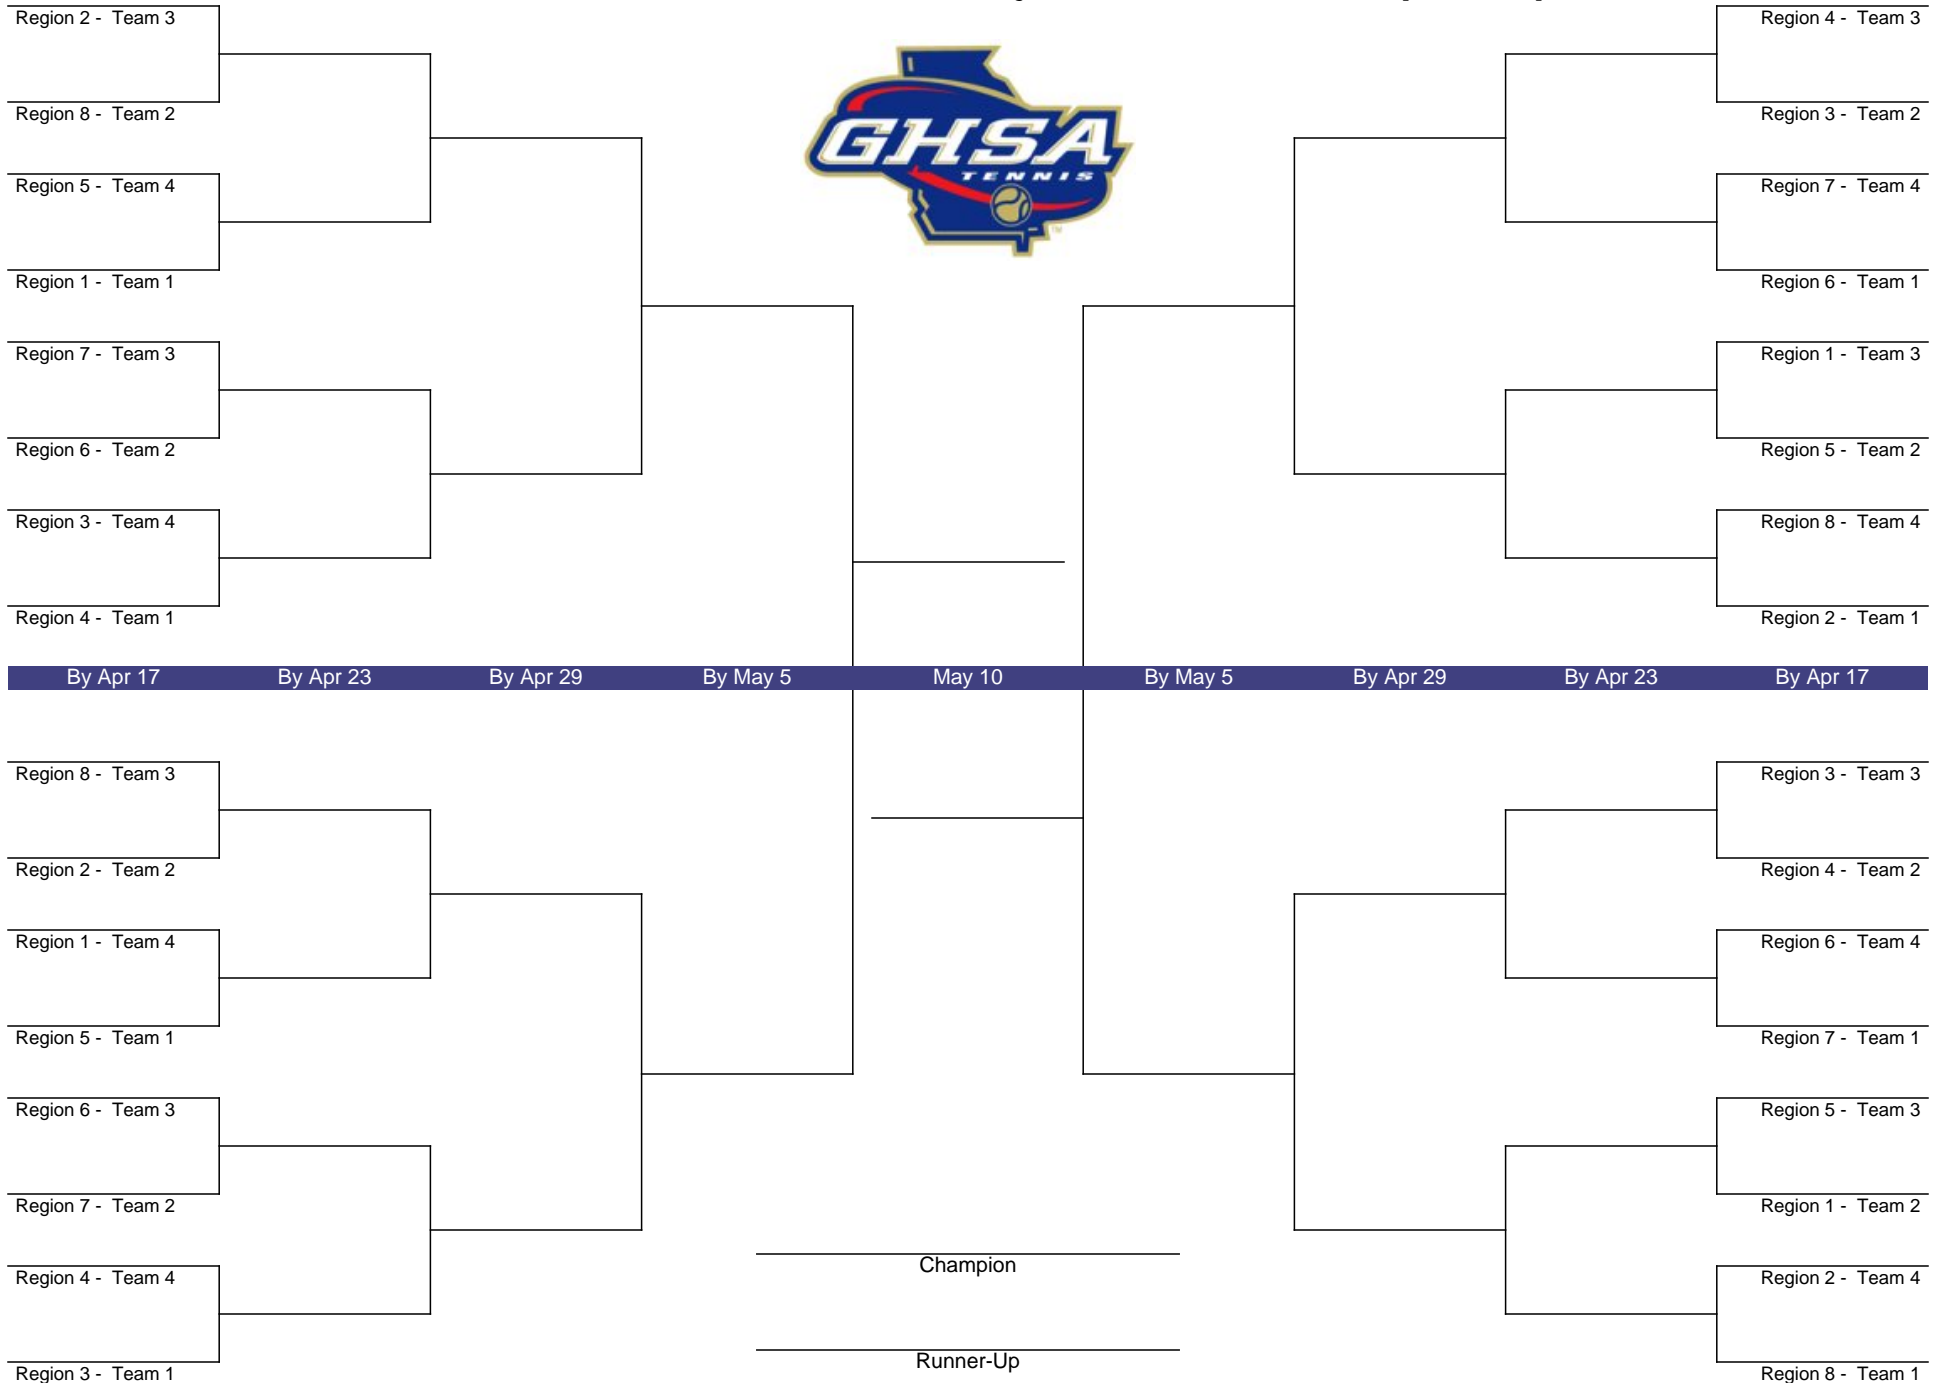 Region 2 - Team 3
Region 8 - Team 2
Region 5 - Team 4
Region 1 - Team 1
Region 7 - Team 3
Region 6 - Team 2
Region 3 - Team 4
Region 4 - Team 1
GHSA
TENNIS
TM
Region 4 - Team 3
Region 3 - Team 2
Region 7 - Team 4
Region 6 - Team 1
Region 1 - Team 3
Region 5 - Team 2
Region 8 - Team 4
Region 2 - Team 1
By Apr 17 By Apr 23 By Apr 29 By May 5 May 10 By May 5 By Apr 29 By Apr 23 By Apr 17
Region 8 - Team 3
Region 2 - Team 2
Region 1 - Team 4
Region 5 - Team 1
Region 6 - Team 3
Region 7 - Team 2
Region 4 - Team 4
Region 3 - Team 1
Champion
Runner-Up
Region 3 - Team 3
Region 4 - Team 2
Region 6 - Team 4
Region 7 - Team 1
Region 5 - Team 3
Region 1 - Team 2
Region 2 - Team 4
Region 8 - Team 1